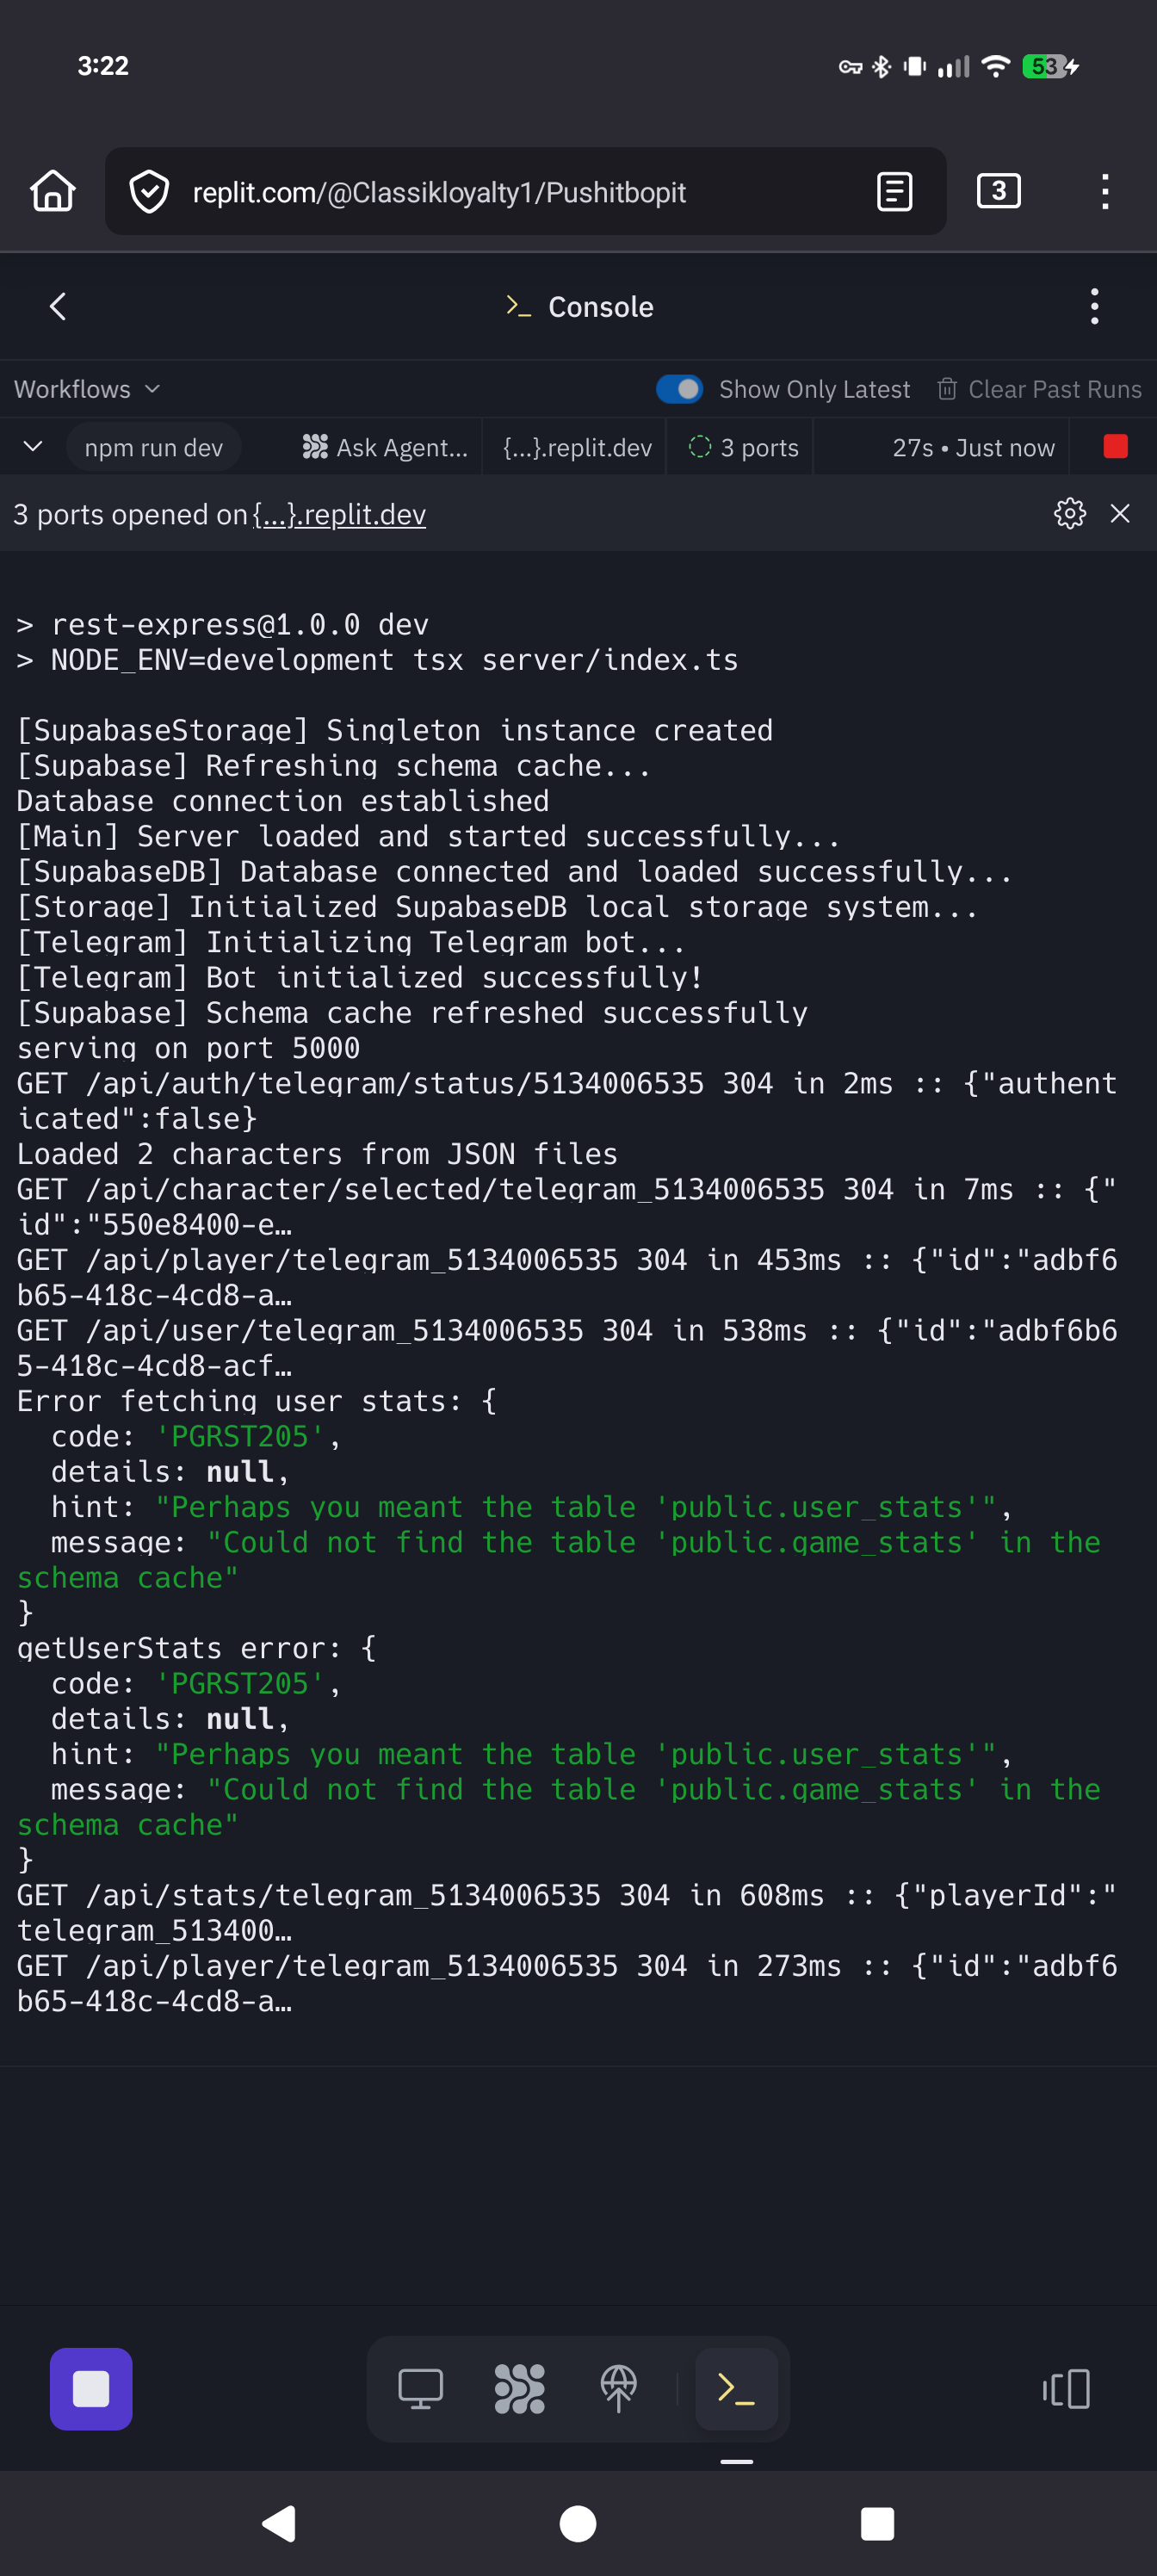 3:22
53
replit.com/@Classikloyalty1/Pushitbopit
3
Console
Workflows
Show Only Latest
Clear Past Runs
npm run dev
Ask Agent...
{...}.replit.dev
3 ports
27s • Just now
3 ports opened on {...}.replit.dev
> rest-express@1.0.0 dev
> NODE_ENV=development tsx server/index.ts
[SupabaseStorage] Singleton instance created
[Supabase] Refreshing schema cache...
Database connection established
[Main] Server loaded and started successfully...
[SupabaseDB] Database connected and loaded successfully...
[Storage] Initialized SupabaseDB local storage system...
[Telegram] Initializing Telegram bot...
[Telegram] Bot initialized successfully!
[Supabase] Schema cache refreshed successfully
serving on port 5000
GET /api/auth/telegram/status/5134006535 304 in 2ms :: {"authent
icated":false}
Loaded 2 characters from JSON files
GET /api/character/selected/telegram_5134006535 304 in 7ms :: {"
id":"550e8400-e…
GET /api/player/telegram_5134006535 304 in 453ms :: {"id":"adbf6
b65-418c-4cd8-a…
GET /api/user/telegram_5134006535 304 in 538ms :: {"id":"adbf6b6
5-418c-4cd8-acf…
Error fetching user stats: {
  code: 'PGRST205',
  details: null,
  hint: "Perhaps you meant the table 'public.user_stats'",
  message: "Could not find the table 'public.game_stats' in the
schema cache"
}
getUserStats error: {
  code: 'PGRST205',
  details: null,
  hint: "Perhaps you meant the table 'public.user_stats'",
  message: "Could not find the table 'public.game_stats' in the
schema cache"
}
GET /api/stats/telegram_5134006535 304 in 608ms :: {"playerId":"
telegram_513400…
GET /api/player/telegram_5134006535 304 in 273ms :: {"id":"adbf6
b65-418c-4cd8-a…